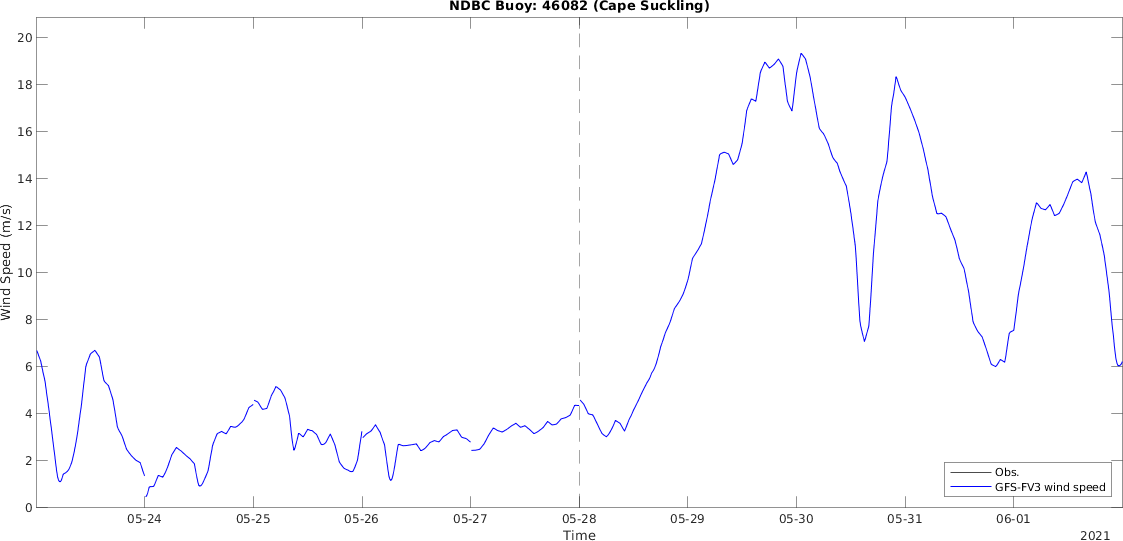 NDBC Buoy: 46082 (Cape Suckling)
20
18
16
14
12
10
8
6
4
2
0
Wind Speed (m/s)
05-24 05-25 05-26 05-27 05-28 05-29 05-30 05-31 06-01
Time
2021
Obs.
GFS-FV3 wind speed